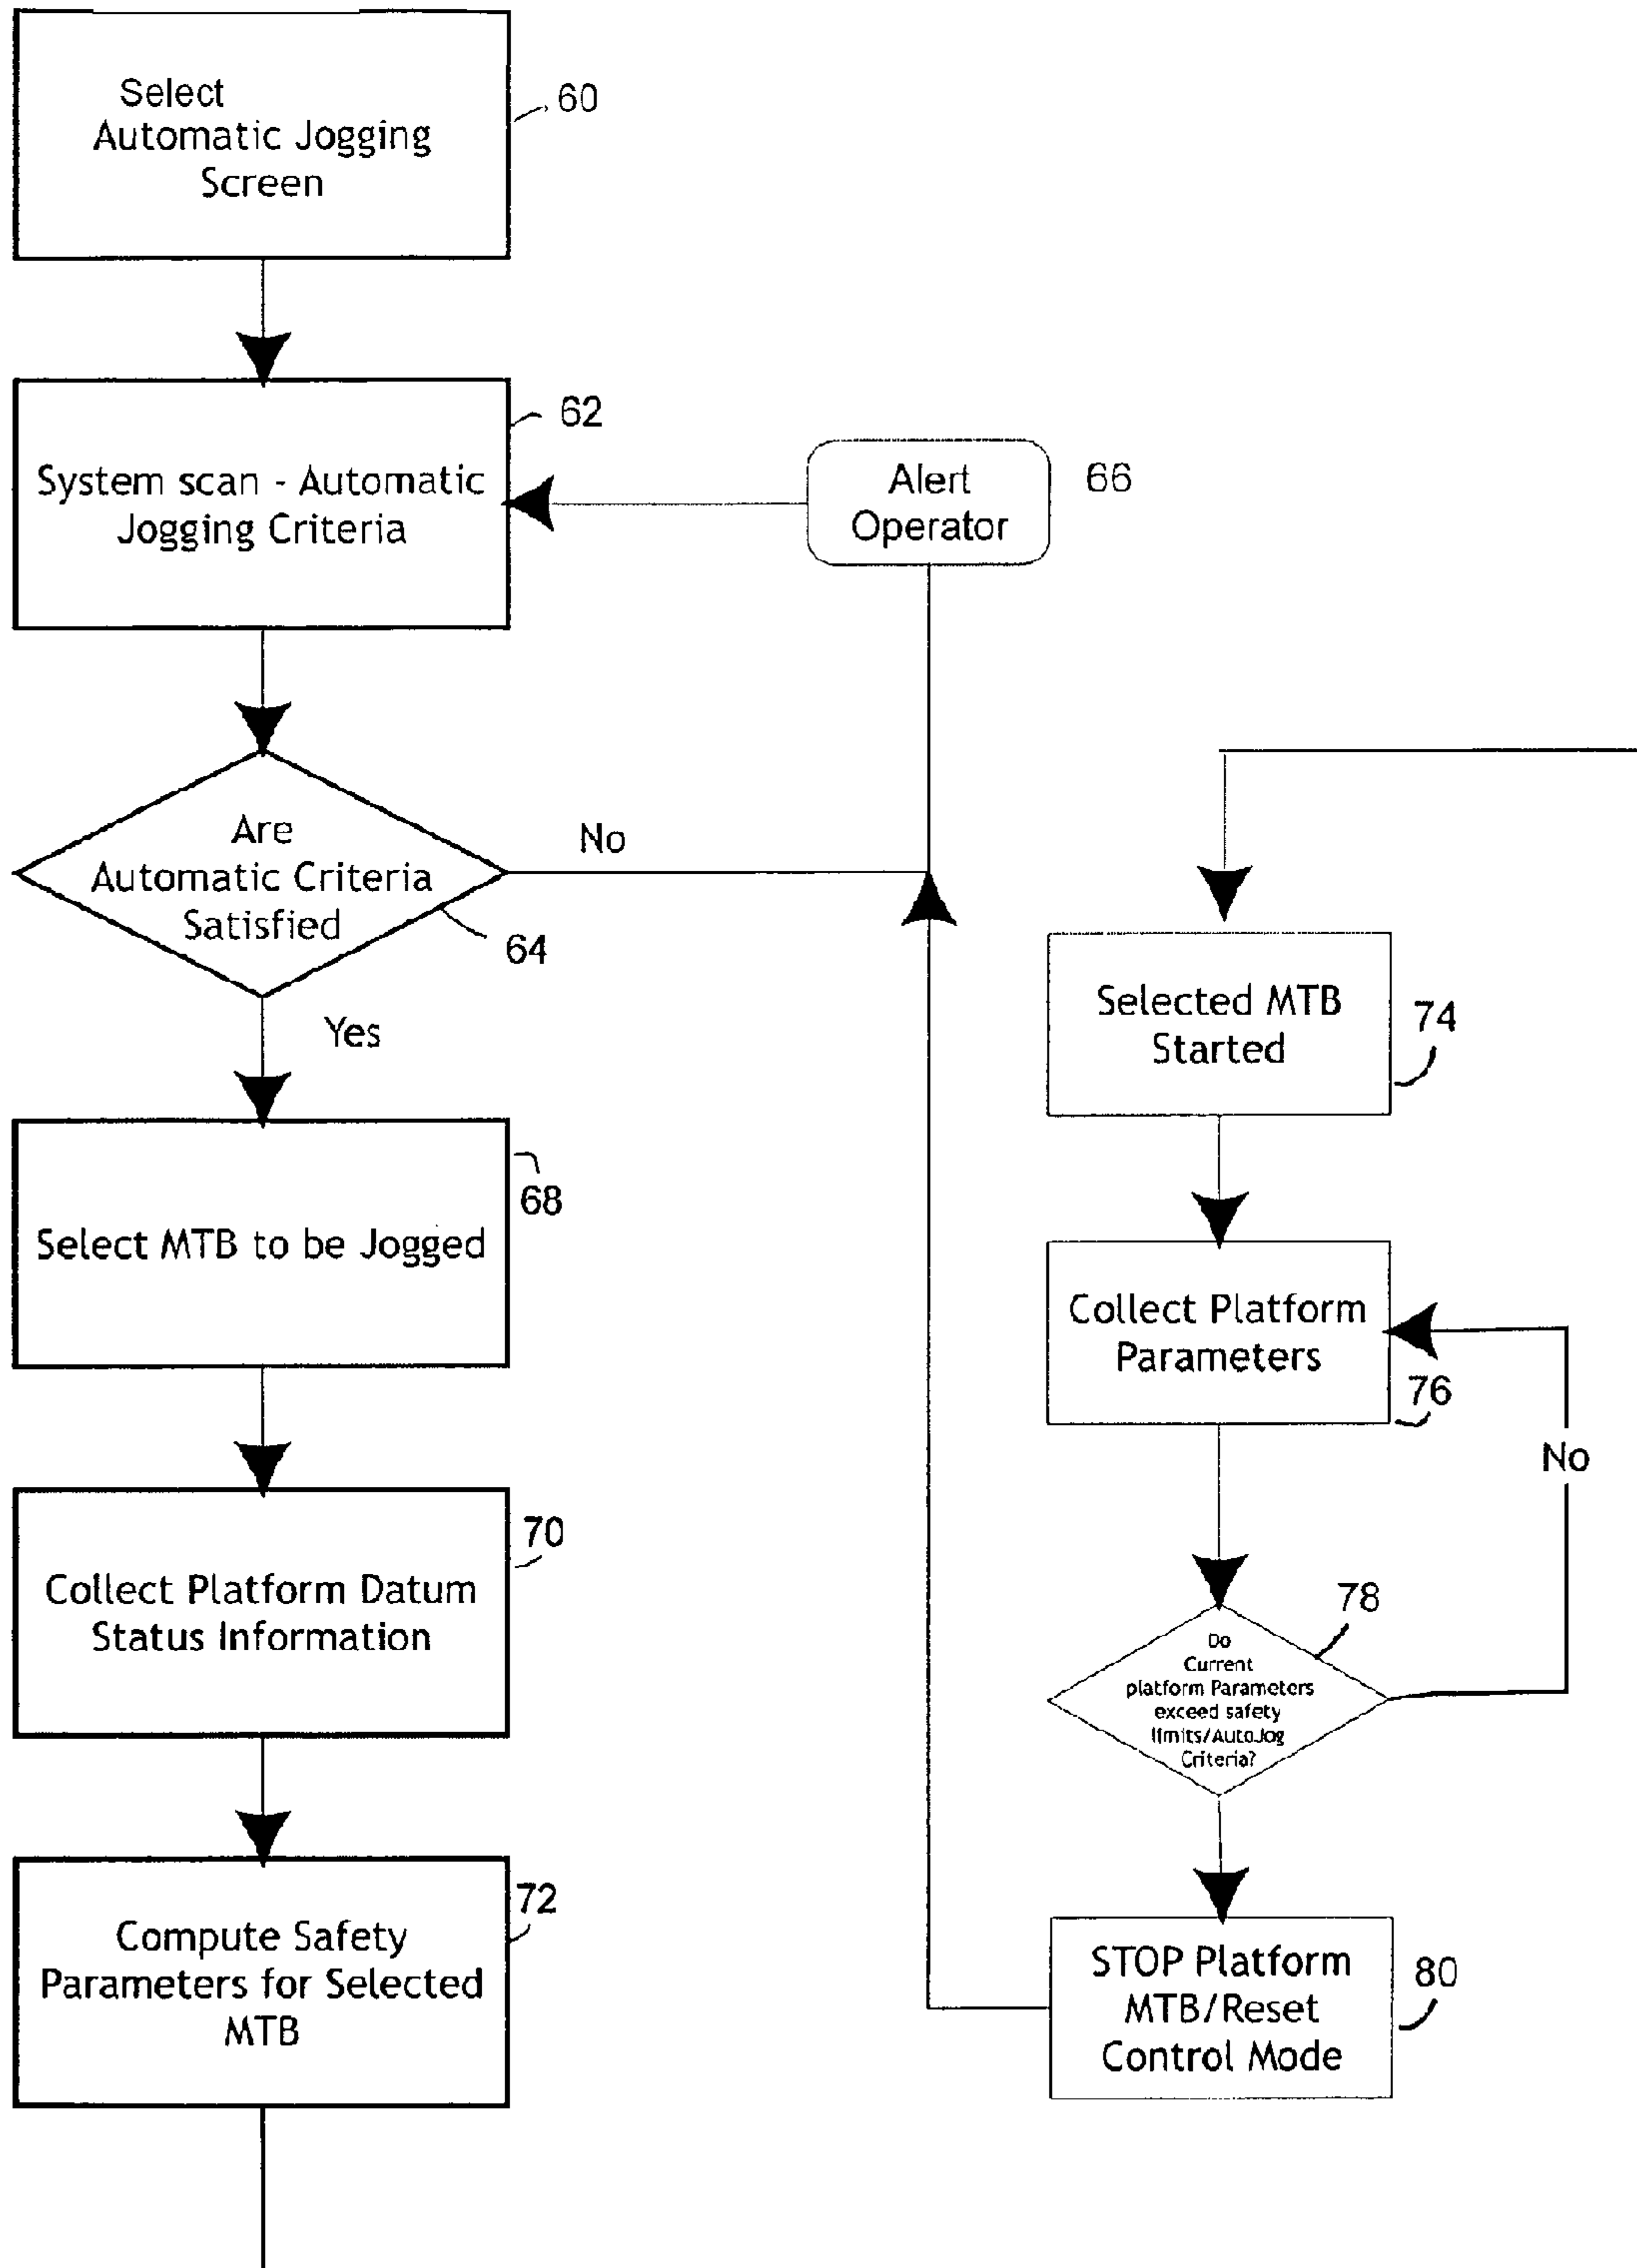 Select
Automatic Jogging
Screen
60
System scan - Automatic
Jogging Criteria
62
Alert
Operator
66
Are
Automatic Criteria
Satisfied
64
No
Yes
Select MTB to be Jogged
68
Collect Platform Datum
Status Information
70
Compute Safety
Parameters for Selected
MTB
72
Selected MTB
Started
74
Collect Platform
Parameters
76
No
Do
Current
platform Parameters
exceed safety
limits/AutoJog
Criteria?
78
STOP Platform
MTB/Reset
Control Mode
80